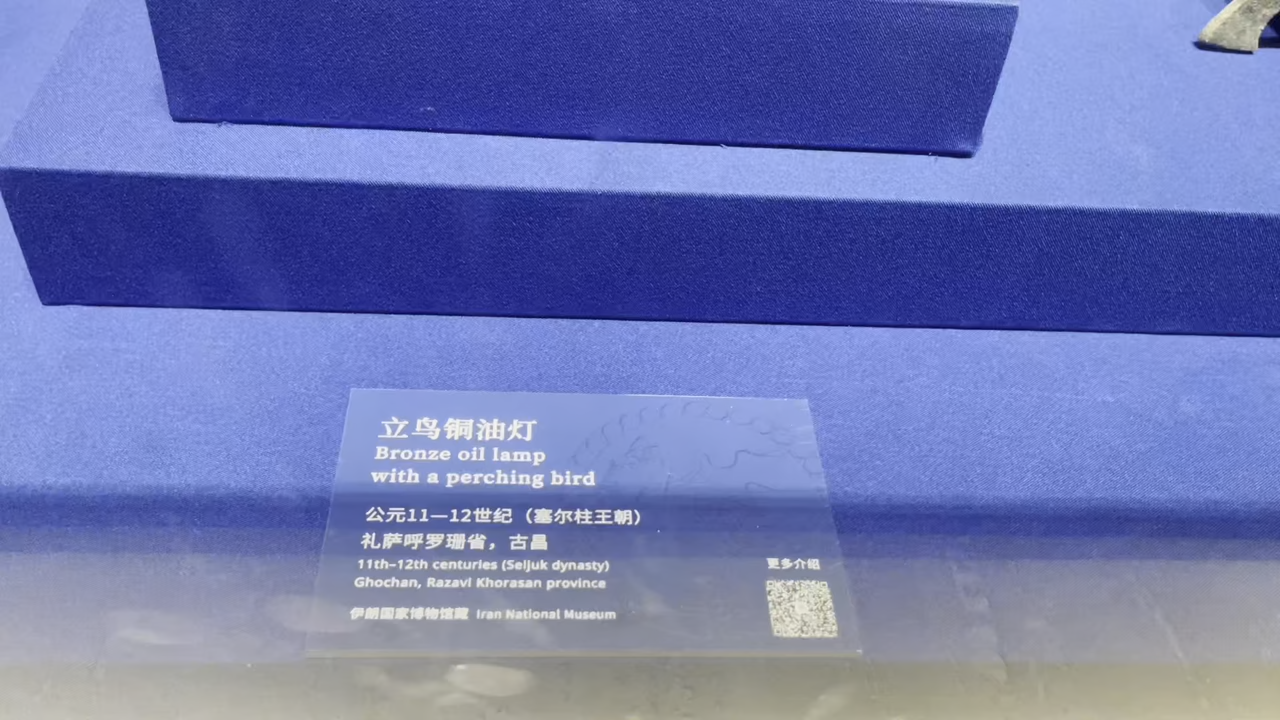 立鸟铜油灯
Bronze oil lamp
with a perching bird
公元11—12世纪（塞尔柱王朝）
礼萨呼罗珊省，古昌
11th–12th centuries (Seljuk dynasty)
Ghochan, Razavi Khorasan province
伊朗国家博物馆藏 Iran National Museum
更多介绍